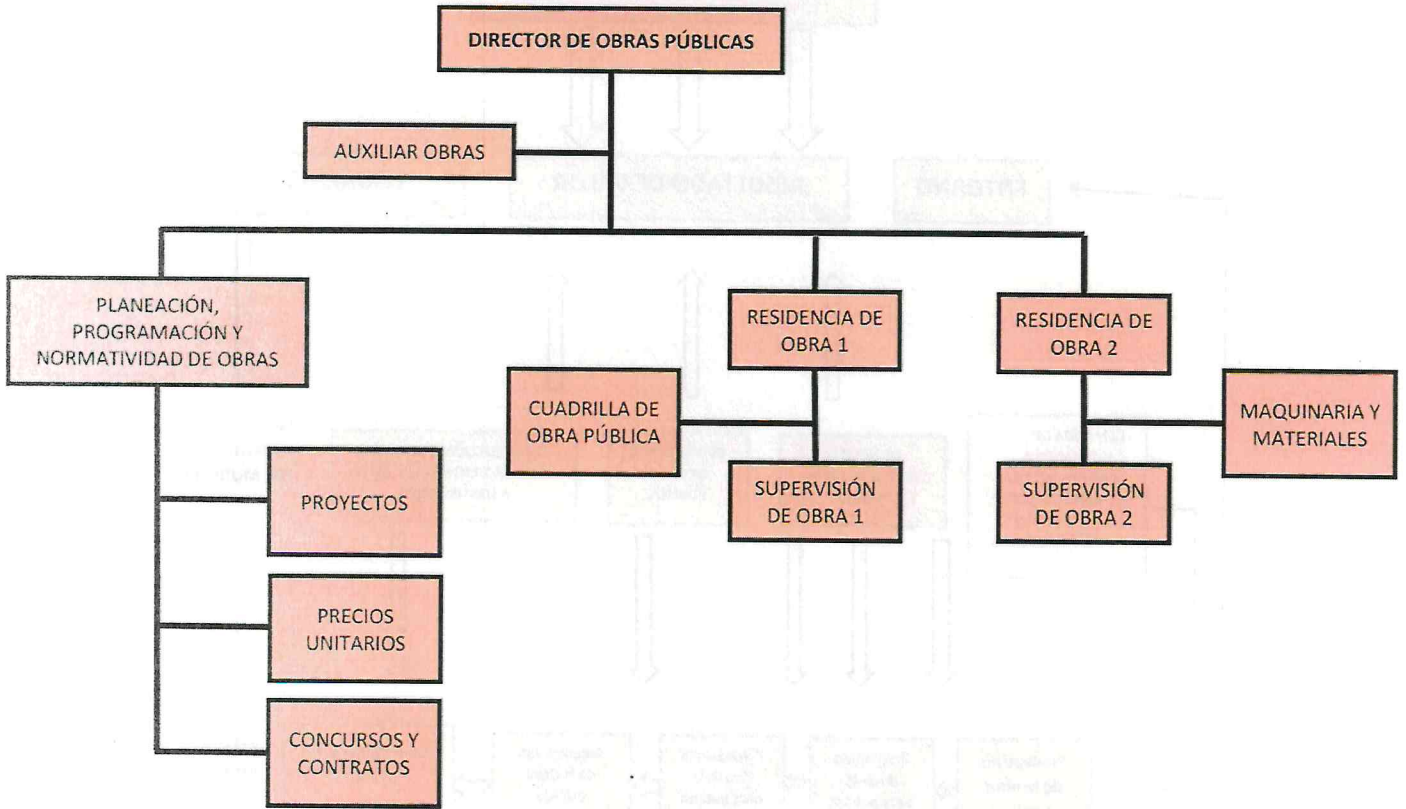 DIRECTOR DE OBRAS PÚBLICAS
AUXILIAR OBRAS
PLANEACIÓN,
PROGRAMACIÓN Y
NORMATIVIDAD DE OBRAS
RESIDENCIA DE
OBRA 1
RESIDENCIA DE
OBRA 2
CUADRILLA DE
OBRA PÚBLICA
MAQUINARIA Y
MATERIALES
SUPERVISIÓN
DE OBRA 1
SUPERVISIÓN
DE OBRA 2
PROYECTOS
PRECIOS
UNITARIOS
CONCURSOS Y
CONTRATOS